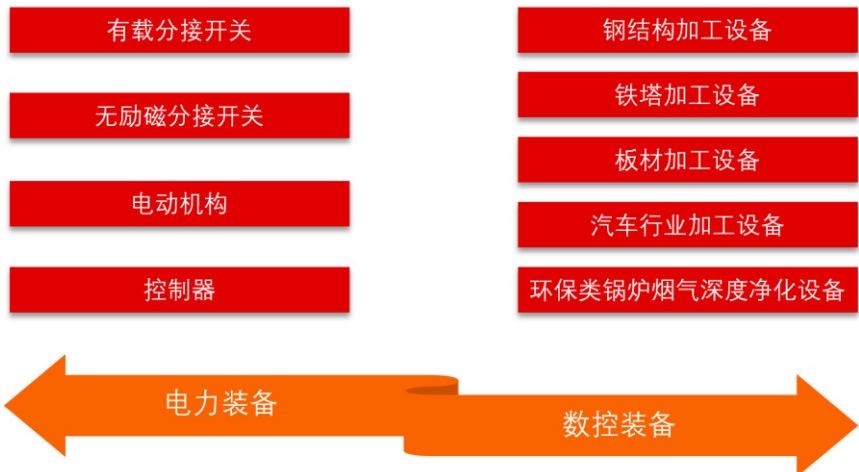 有载分接开关
无励磁分接开关
电动机构
控制器
电力装备
钢结构加工设备
铁塔加工设备
板材加工设备
汽车行业加工设备
环保类锅炉烟气深度净化设备
数控装备